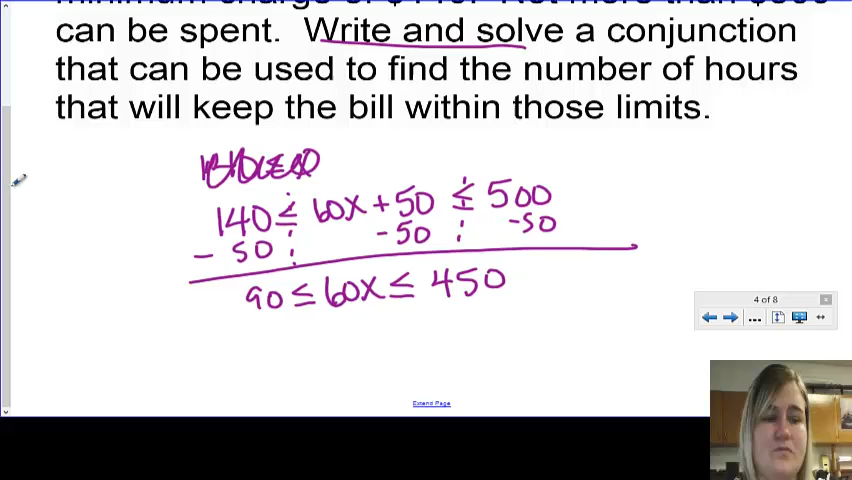 can be spent. Write and solve a conjunction
that can be used to find the number of hours
that will keep the bill within those limits.
140 ≤ 60x + 50 ≤ 500
- 50 - 50 - 50
90 ≤ 60x ≤ 450
4 of 8
...
Extend Page